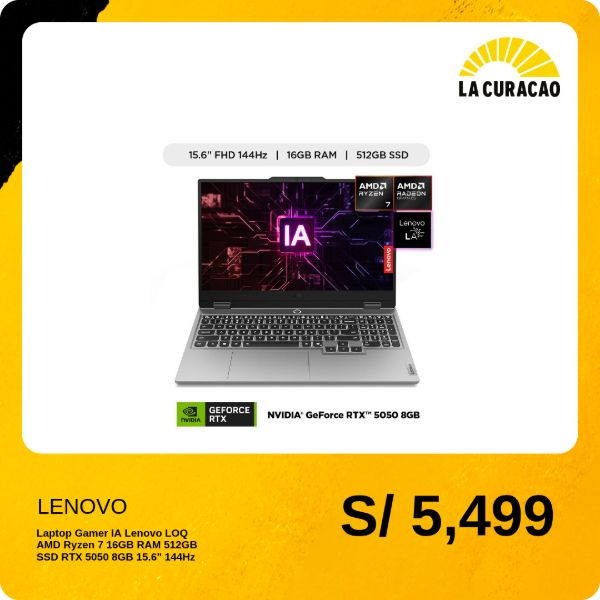 LA CURACAO
15.6" FHD 144Hz | 16GB RAM | 512GB SSD
AMD
RYZEN
7
AMD
RADEON
GRAPHICS
Lenovo
LA
IA
Lenovo
NVIDIA
GEFORCE
RTX
NVIDIA® GeForce RTX™ 5050 8GB
LENOVO
S/ 5,499
Laptop Gamer IA Lenovo LOQ
AMD Ryzen 7 16GB RAM 512GB
SSD RTX 5050 8GB 15.6" 144Hz